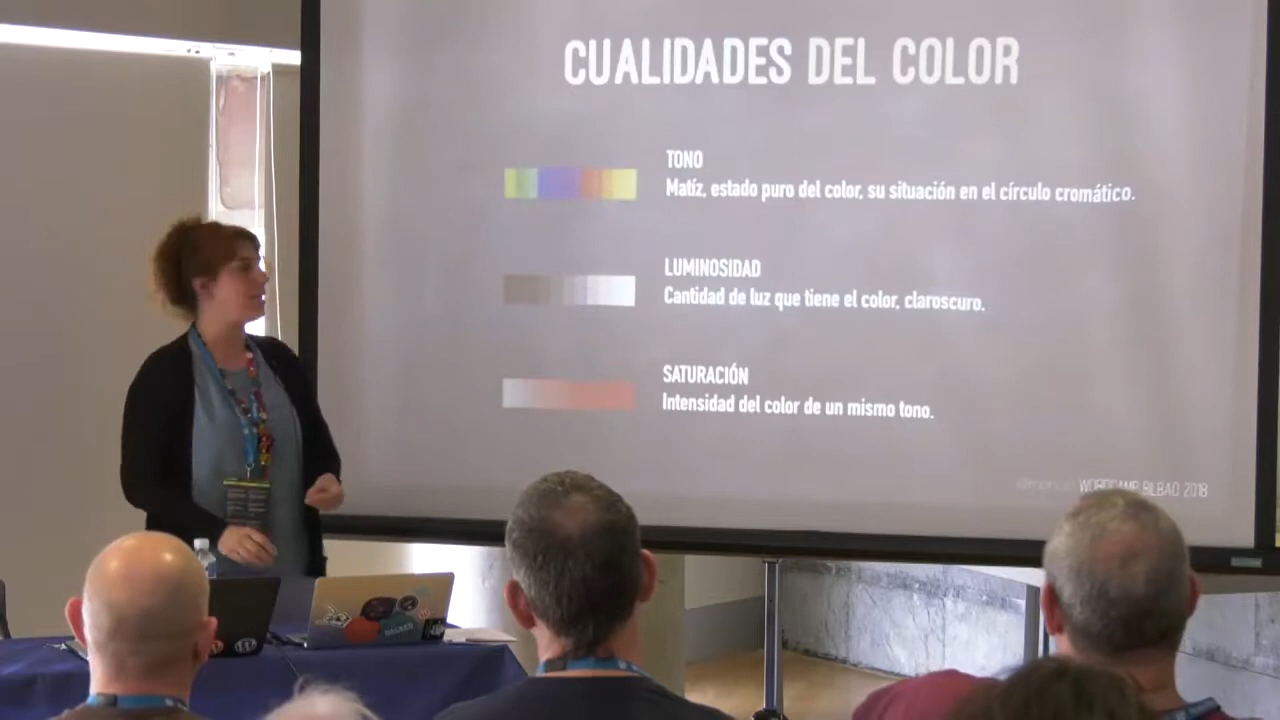 CUALIDADES DEL COLOR
TONO
Matíz, estado puro del color, su situación en el círculo cromático.
LUMINOSIDAD
Cantidad de luz que tiene el color, claroscuro.
SATURACIÓN
Intensidad del color de un mismo tono.
WORDCAMP BILBAO 2018